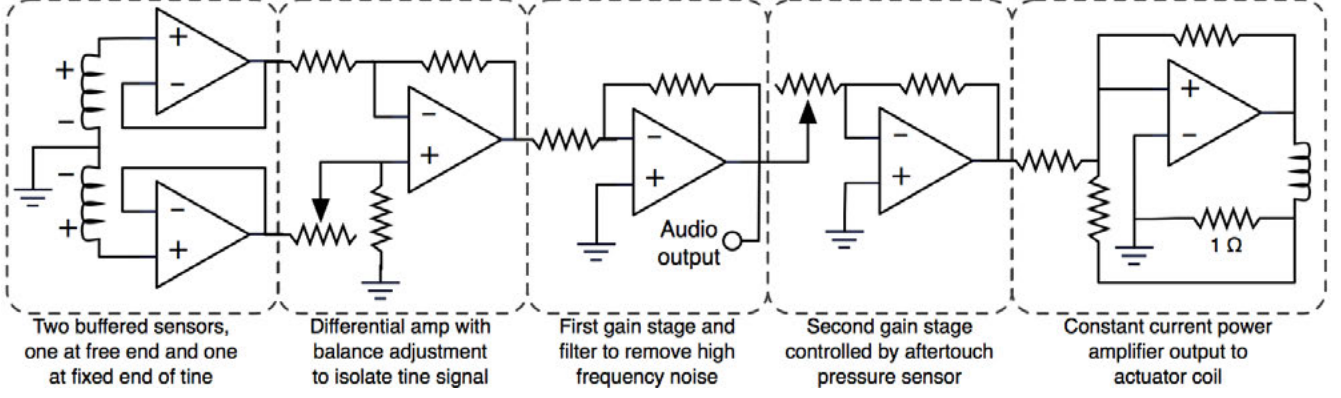 +
−
+
−
−
+
−
+
−
+
−
+
−
+
+
−
Audio
output
1 Ω
Two buffered sensors,
one at free end and one
at fixed end of tine
Differential amp with
balance adjustment
to isolate tine signal
First gain stage and
filter to remove high
frequency noise
Second gain stage
controlled by aftertouch
pressure sensor
Constant current power
amplifier output to
actuator coil